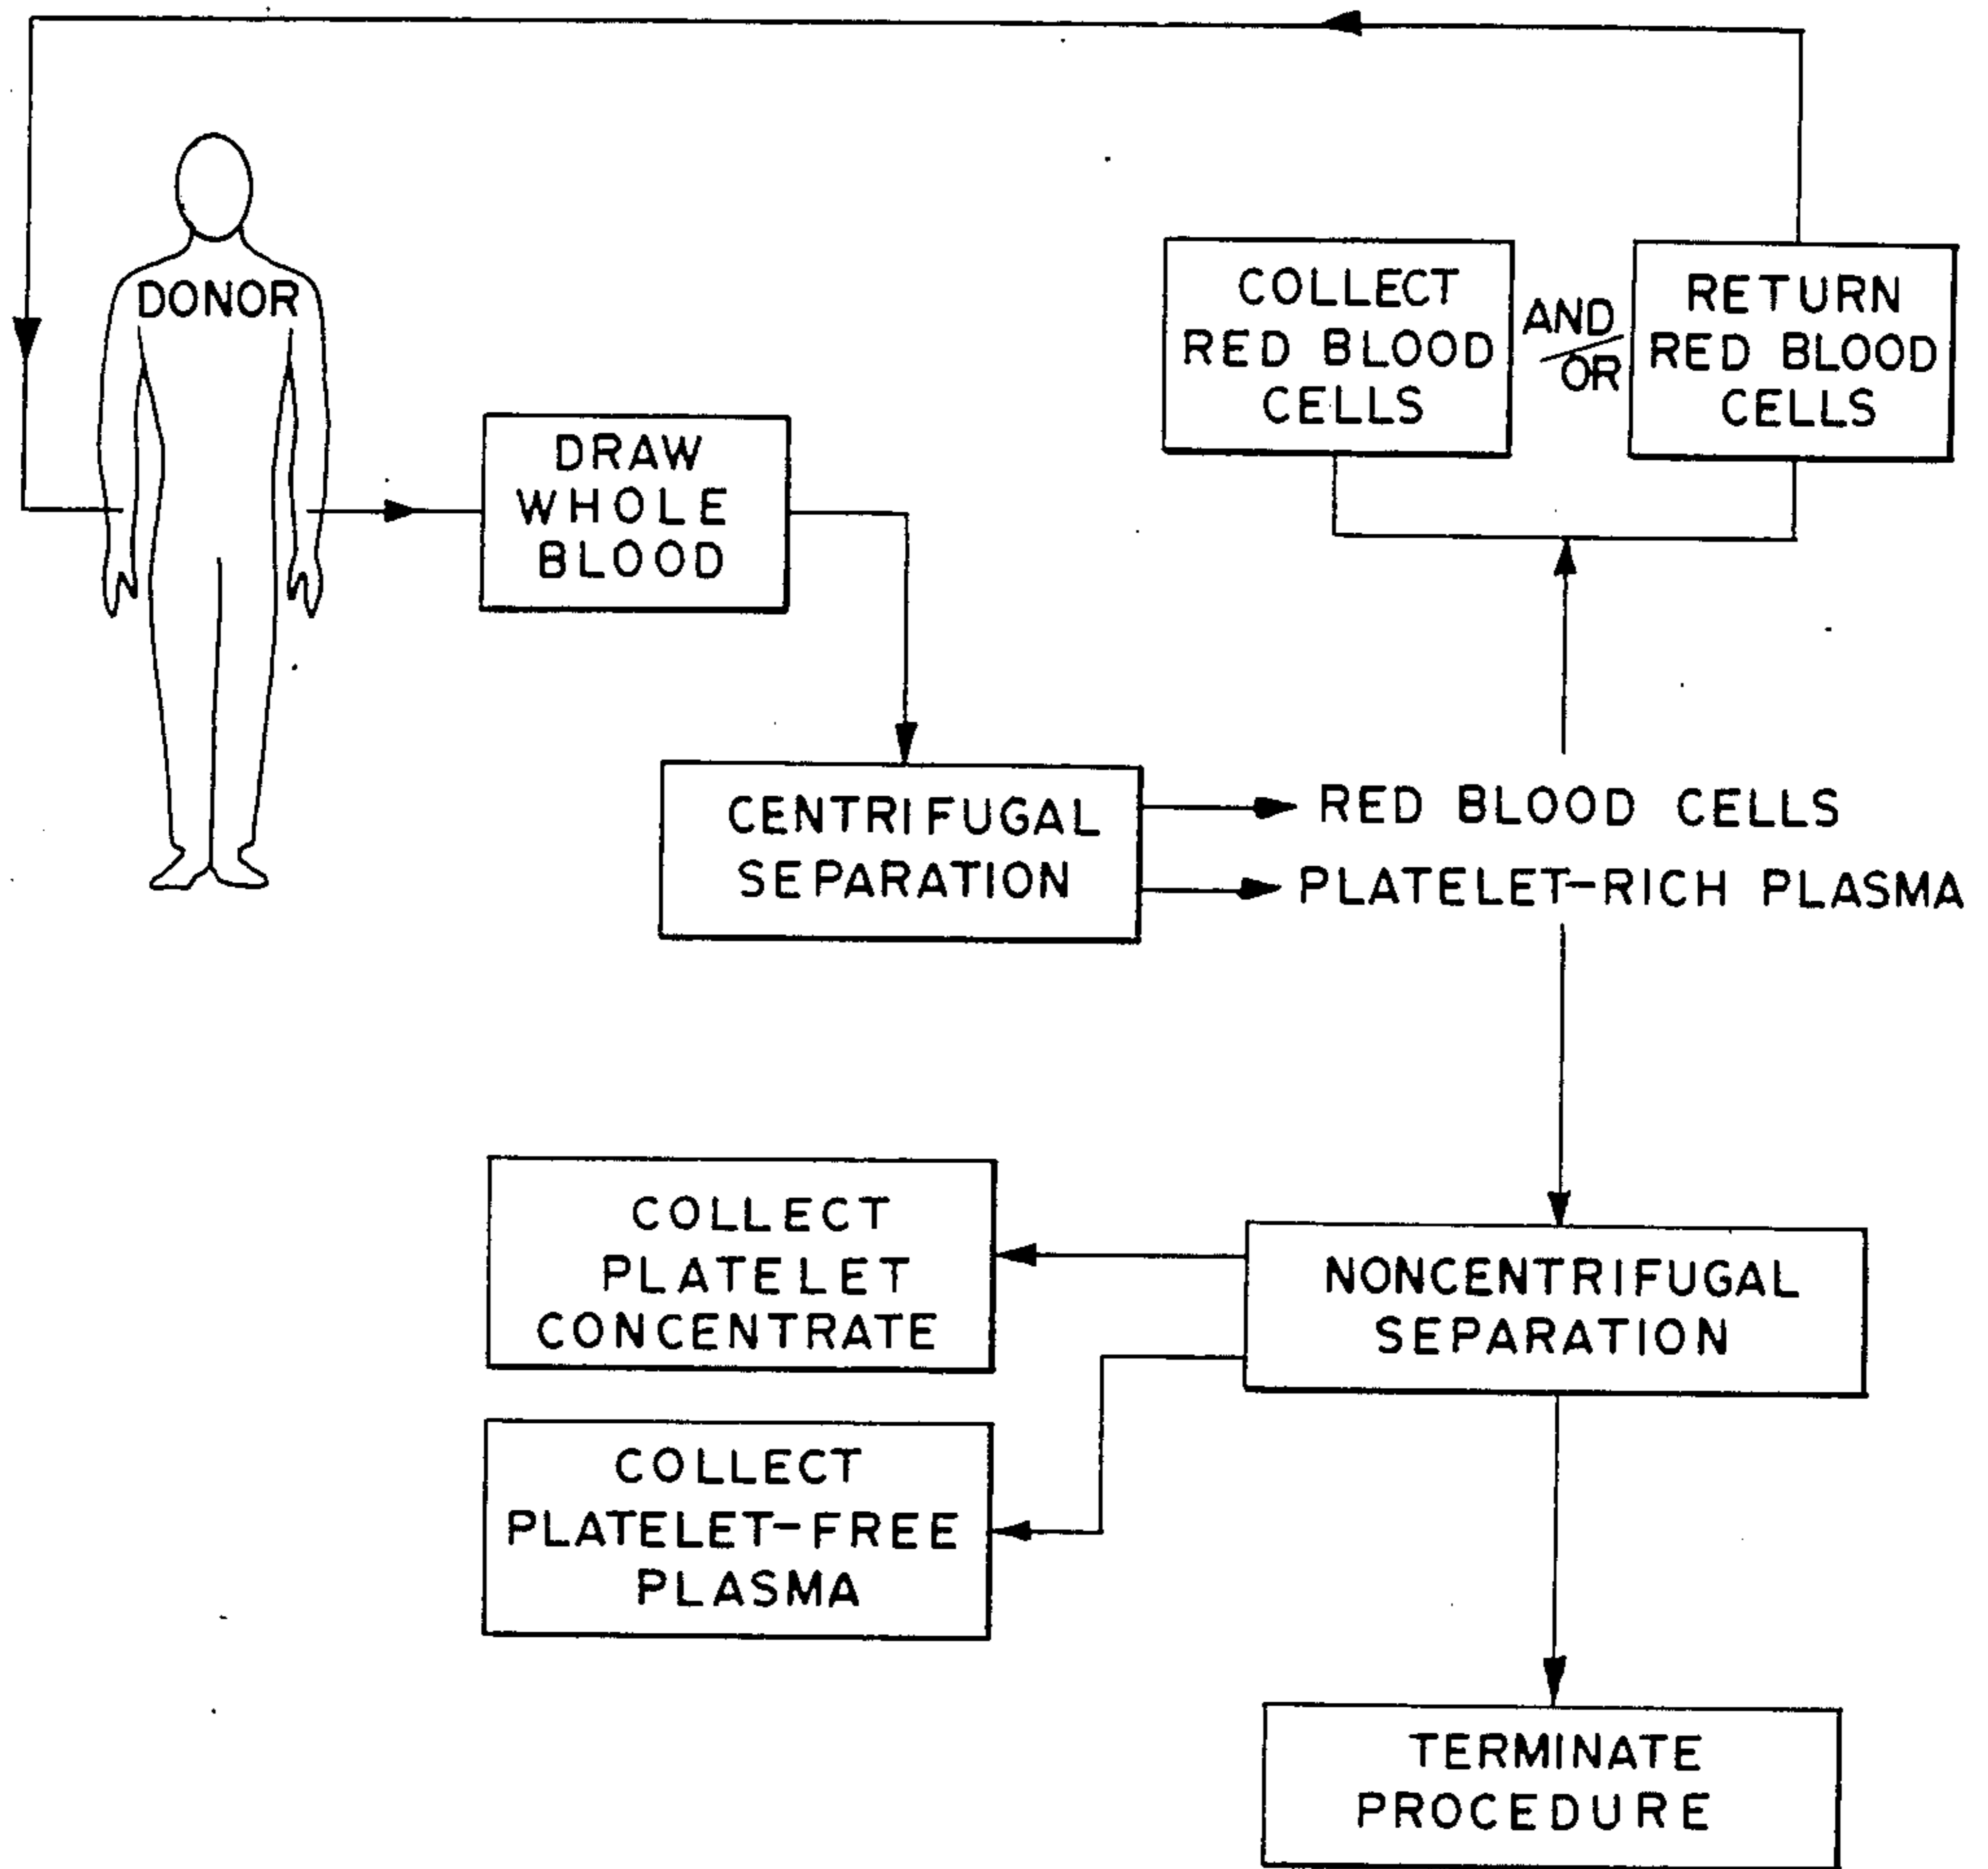 DONOR
DRAW
WHOLE
BLOOD
COLLECT
RED BLOOD
CELLS
AND
/OR
RETURN
RED BLOOD
CELLS
CENTRIFUGAL
SEPARATION
RED BLOOD CELLS
PLATELET-RICH PLASMA
COLLECT
PLATELET
CONCENTRATE
NONCENTRIFUGAL
SEPARATION
COLLECT
PLATELET-FREE
PLASMA
TERMINATE
PROCEDURE